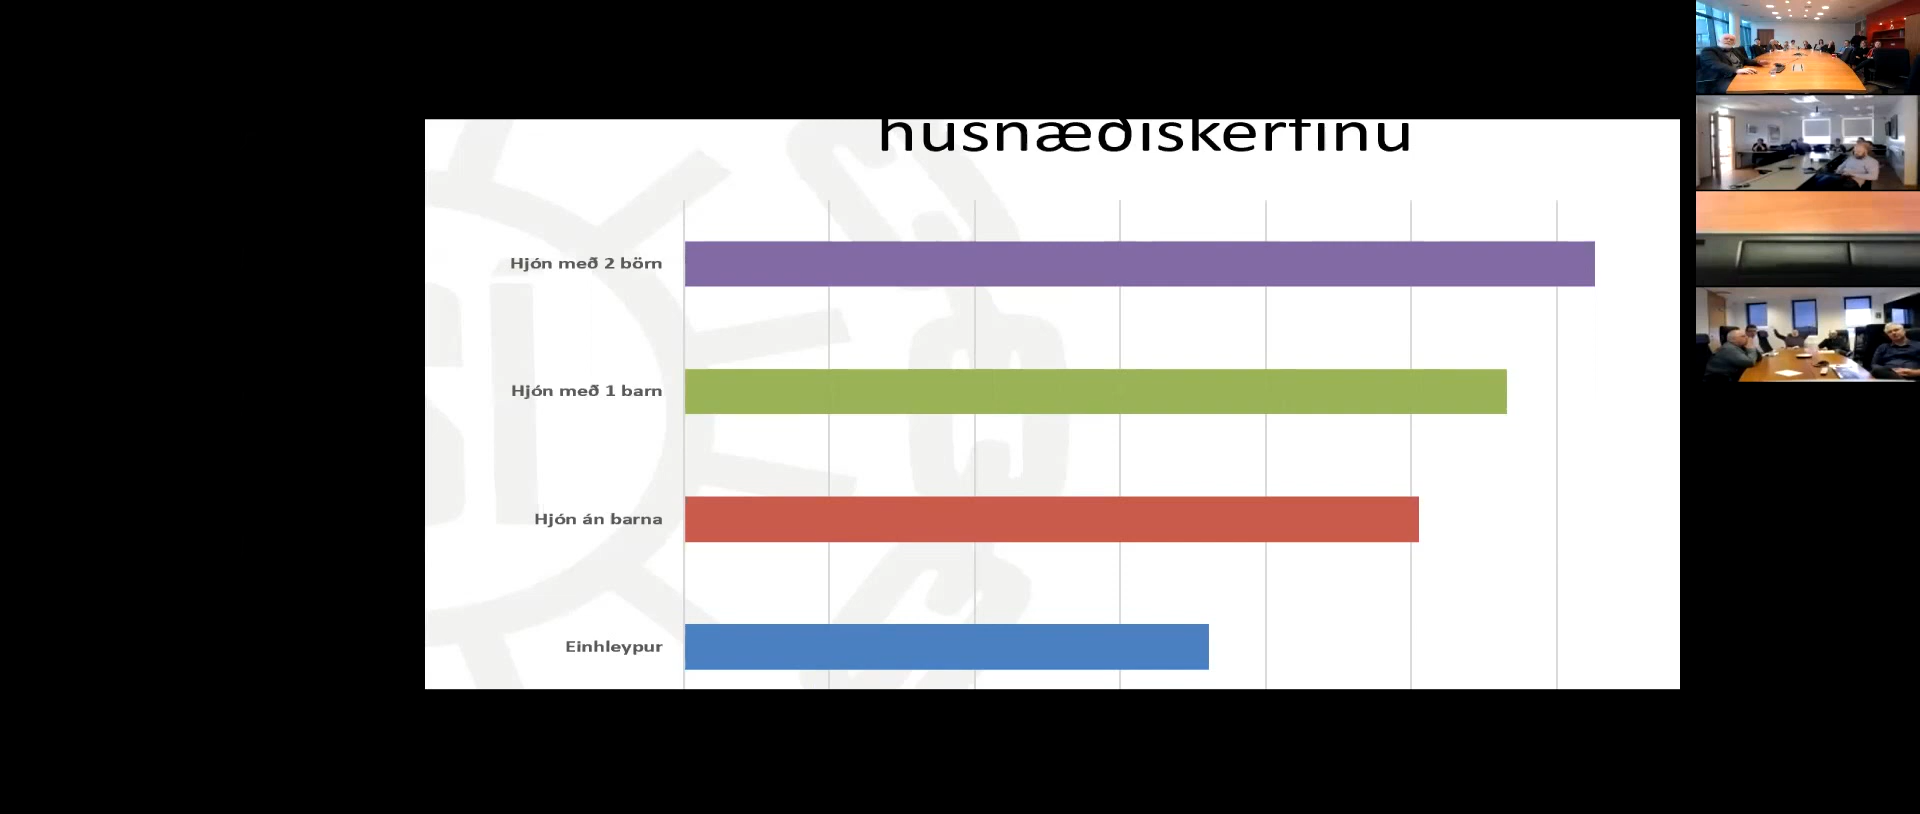 húsnæðiskerfinu
Hjón með 2 börn
Hjón með 1 barn
Hjón án barna
Einhleypur